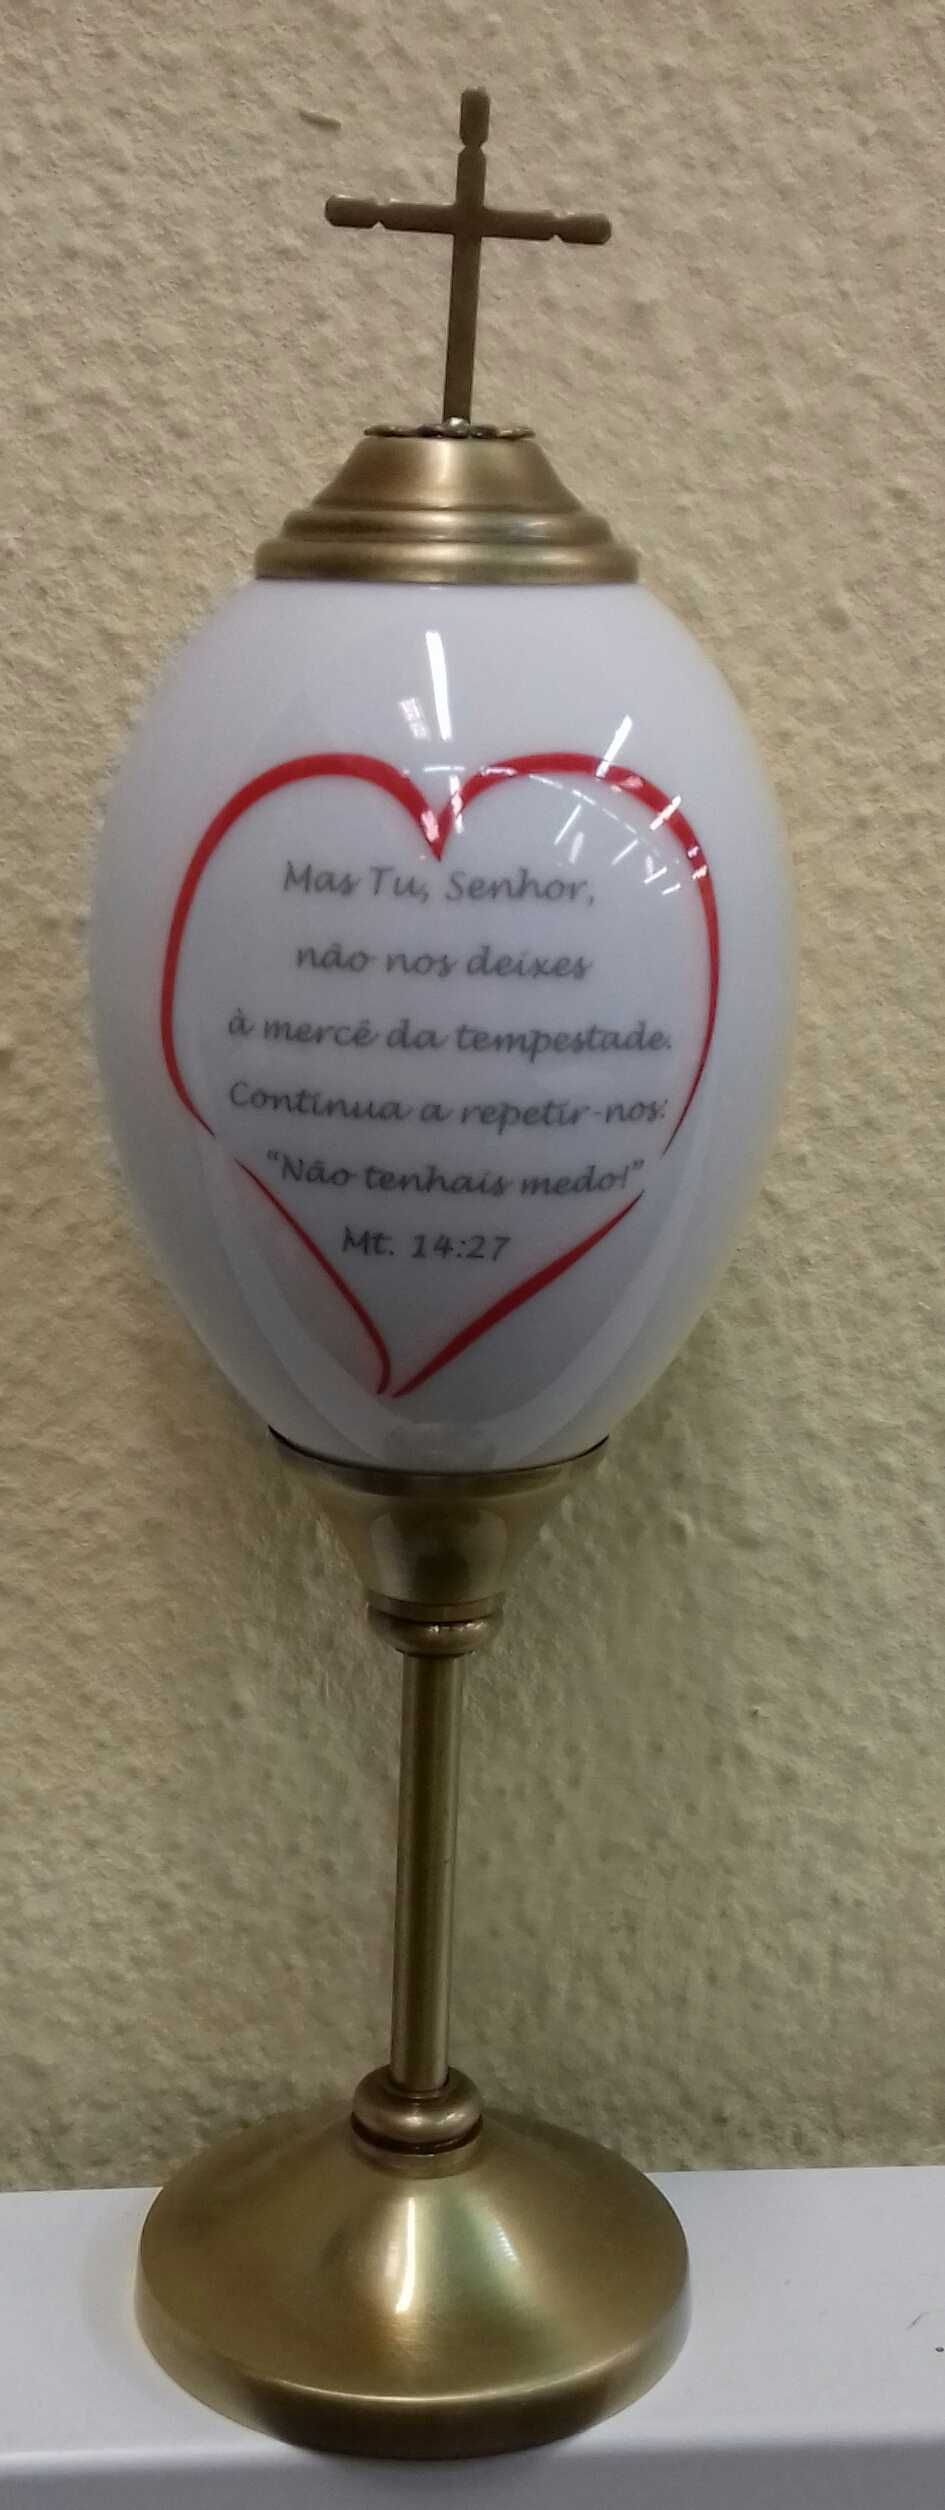 Mas Tu, Senhor,
não nos deixes
à mercê da tempestade.
Continua a repetir-nos:
“Não tenhais medo!”
Mt. 14:27